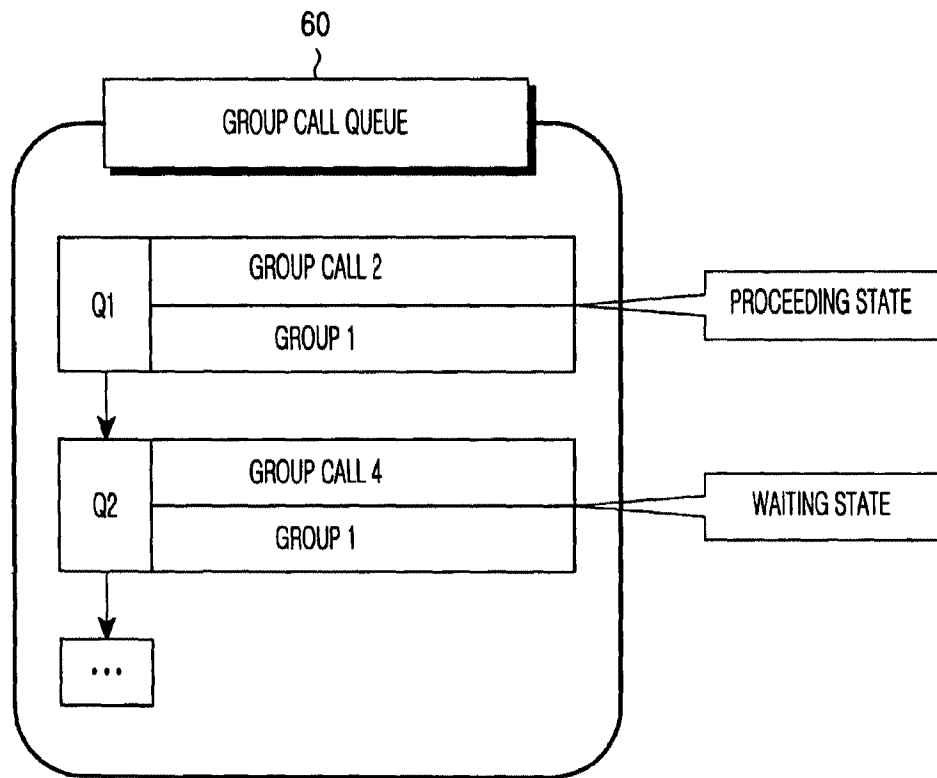 60
GROUP CALL QUEUE
Q1
GROUP CALL 2
GROUP 1
PROCEEDING STATE
Q2
GROUP CALL 4
GROUP 1
WAITING STATE
...